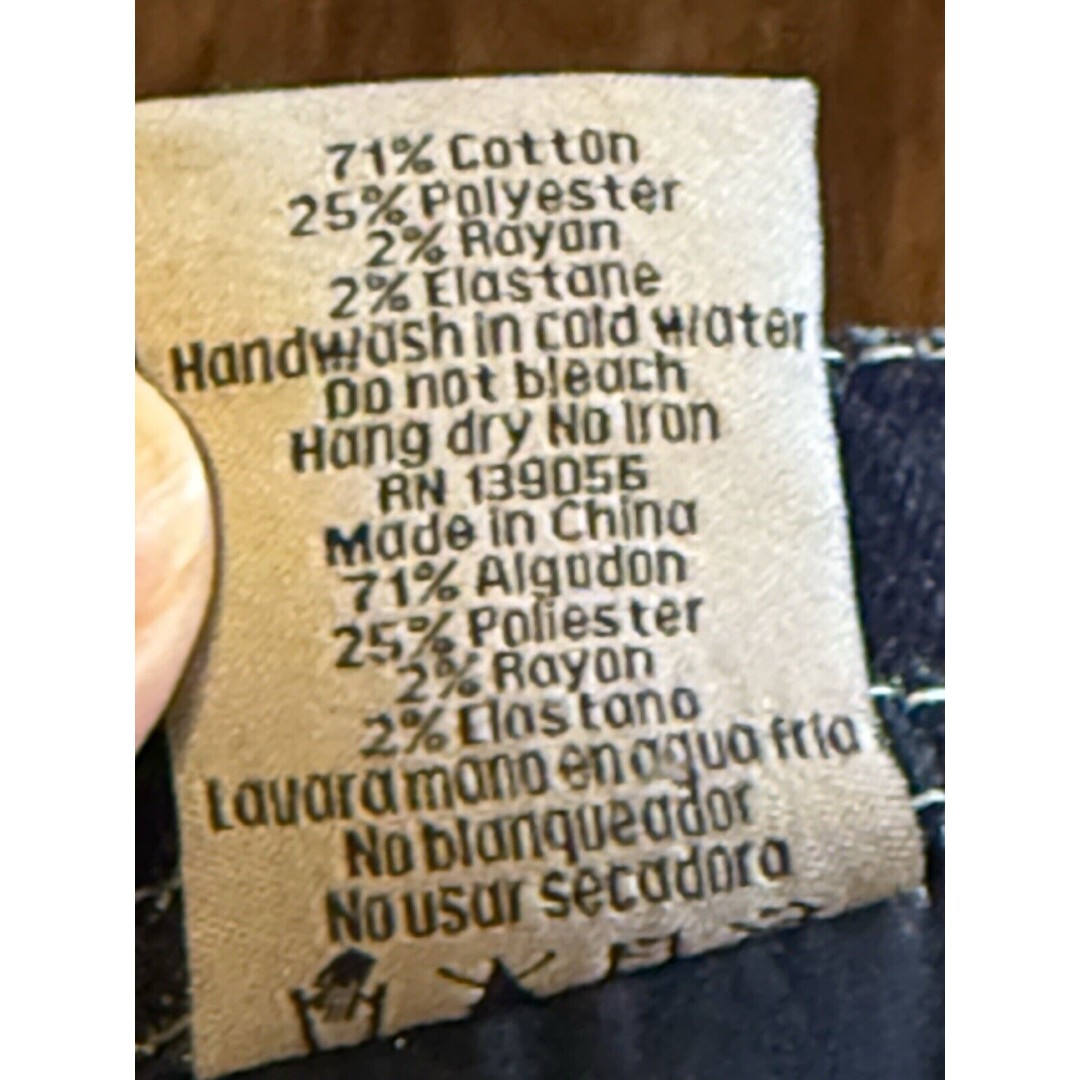 71% Cotton
25% Polyester
2% Rayon
2% Elastane
Handwash in cold water
Do not bleach
Hang dry No Iron
RN 139056
Made in China
71% Algodon
25% Poliester
2% Rayon
2% Elastano
Lavar a mano en agua fria
No blanqueador
No usar secadora